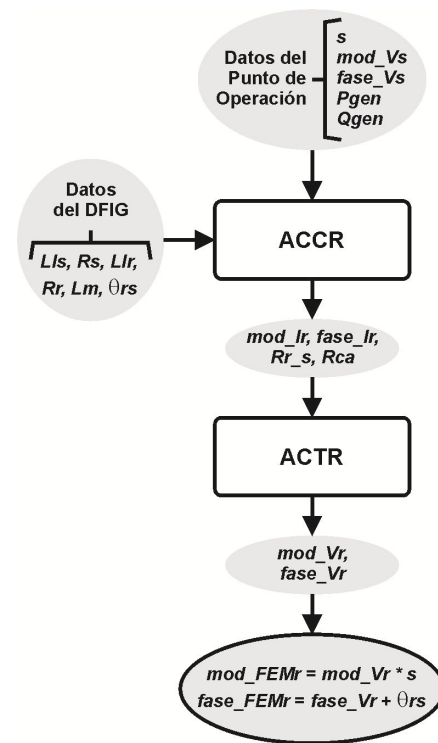 Datos del
Punto de
Operación
s
mod_Vs
fase_Vs
Pgen
Qgen
Datos
del DFIG
Lls, Rs, Llr,
Rr, Lm, θrs
ACCR
mod_Ir, fase_Ir,
Rr_s, Rca
ACTR
mod_Vr,
fase_Vr
mod_FEMr = mod_Vr * s
fase_FEMr = fase_Vr + θrs